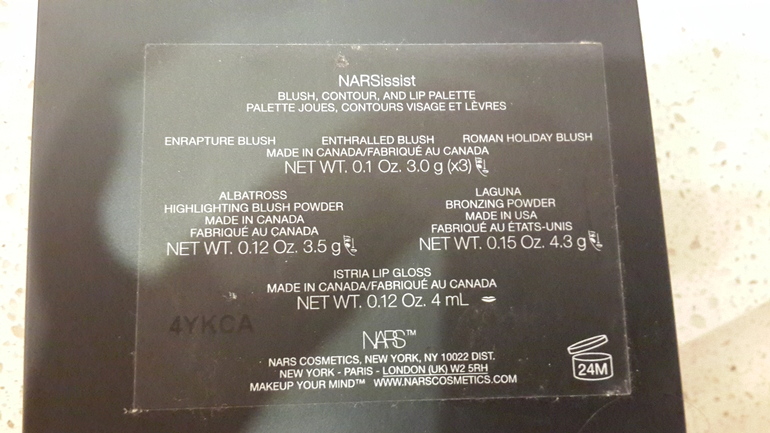 NARSissist
BLUSH, CONTOUR, AND LIP PALETTE
PALETTE JOUES, CONTOURS VISAGE ET LÈVRES
ENRAPTURE BLUSH ENTHRALLED BLUSH ROMAN HOLIDAY BLUSH
MADE IN CANADA/FABRIQUÉ AU CANADA
NET WT. 0.1 Oz. 3.0 g (x3)
ALBATROSS
HIGHLIGHTING BLUSH POWDER
MADE IN CANADA
FABRIQUÉ AU CANADA
NET WT. 0.12 Oz. 3.5 g
LAGUNA
BRONZING POWDER
MADE IN USA
FABRIQUÉ AU ÉTATS-UNIS
NET WT. 0.15 Oz. 4.3 g
ISTRIA LIP GLOSS
MADE IN CANADA/FABRIQUÉ AU CANADA
NET WT. 0.12 Oz. 4 mL
4YKCA
NARS™
NARS COSMETICS, NEW YORK, NY 10022 DIST.
NEW YORK - PARIS - LONDON (UK) W2 5RH
MAKEUP YOUR MIND™ WWW.NARSCOSMETICS.COM
24M